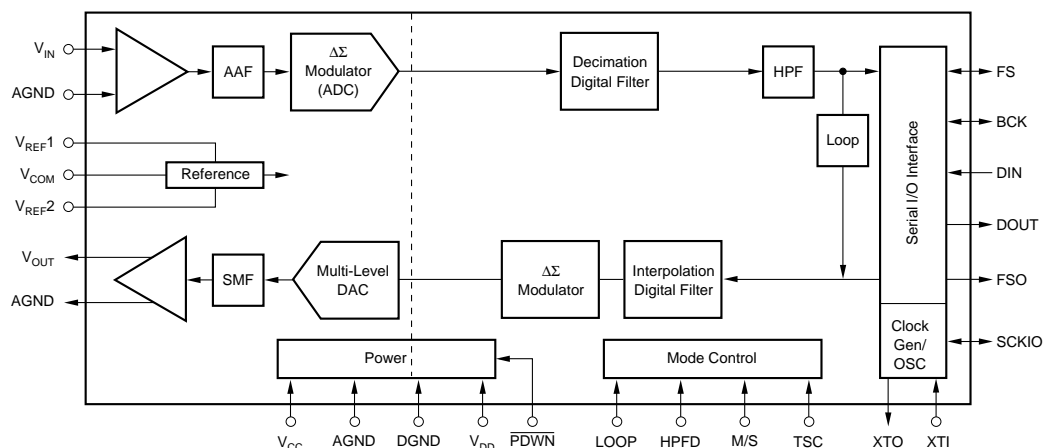 V_IN
AGND
AAF
ΔΣ
Modulator
(ADC)
Decimation
Digital Filter
HPF
Loop
Serial I/O Interface
FS
BCK
DIN
DOUT
FSO
V_REF1
V_COM
V_REF2
Reference
V_OUT
AGND
SMF
Multi-Level
DAC
ΔΣ
Modulator
Interpolation
Digital Filter
Clock
Gen/
OSC
SCKIO
Power
Mode Control
V_CC
AGND
DGND
V_DD
P̅D̅W̅N̅
LOOP
HPFD
M/S
TSC
XTO
XTI